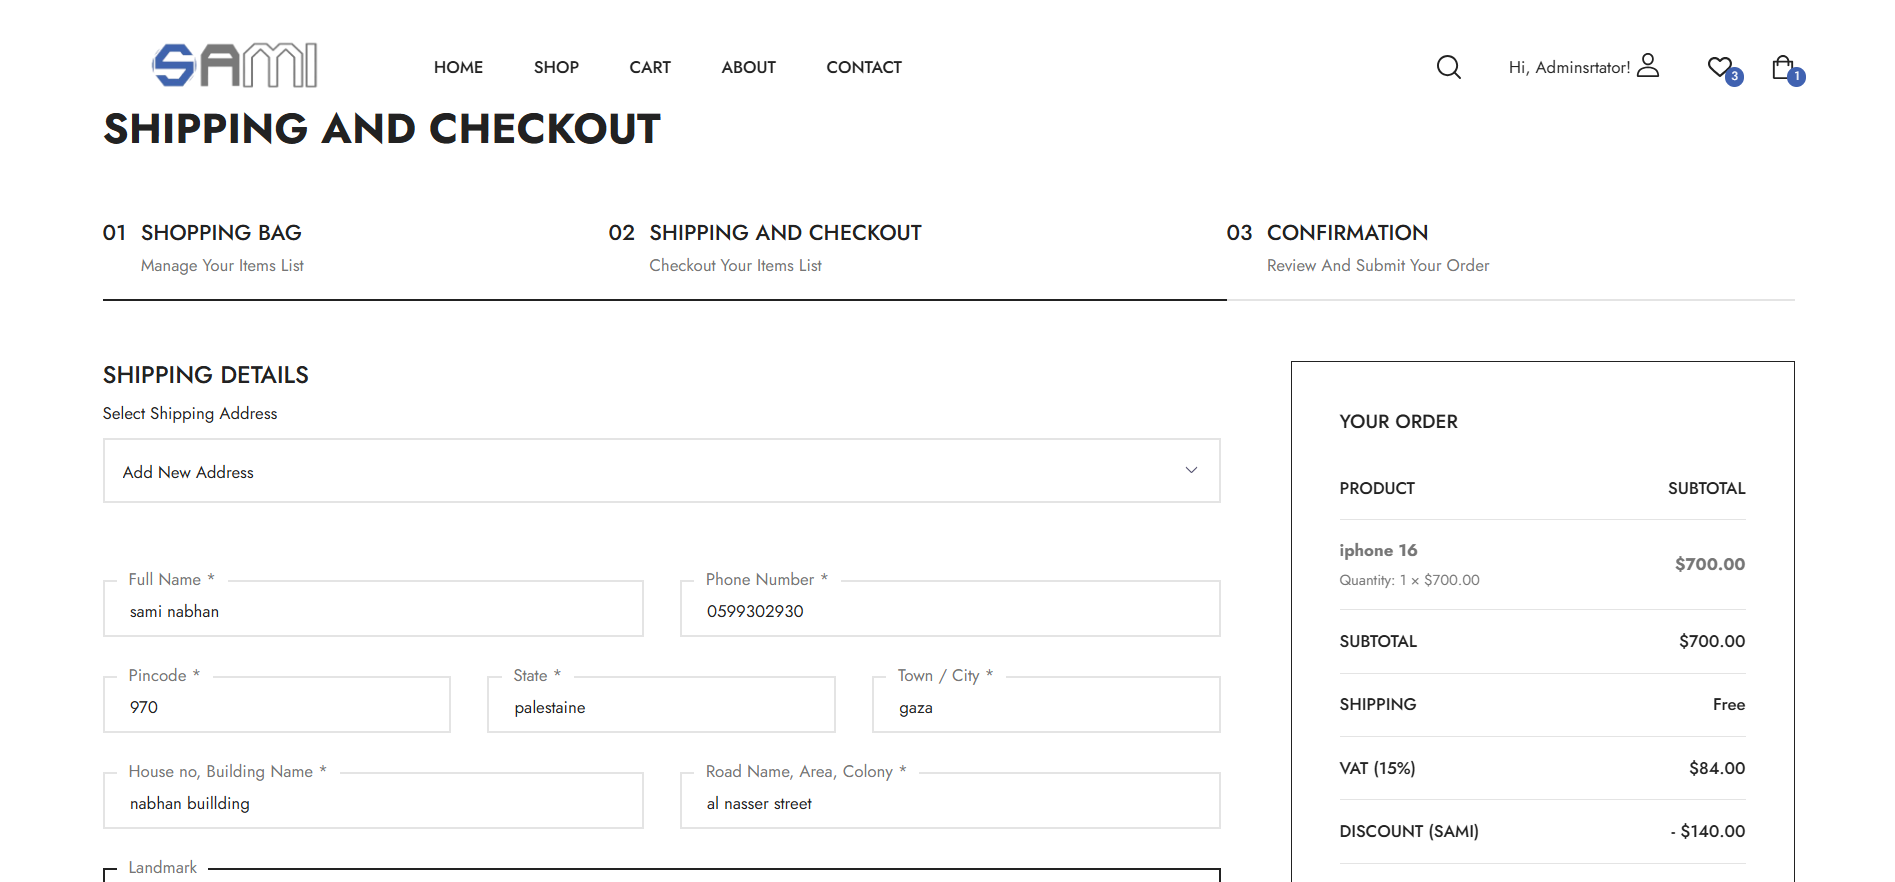 SAMI
HOME SHOP CART ABOUT CONTACT
Hi, Adminsrtator! 3 1
SHIPPING AND CHECKOUT
01 SHOPPING BAG
Manage Your Items List
02 SHIPPING AND CHECKOUT
Checkout Your Items List
03 CONFIRMATION
Review And Submit Your Order
SHIPPING DETAILS
Select Shipping Address
Add New Address
Full Name *
sami nabhan
Phone Number *
0599302930
Pincode *
970
State *
palestaine
Town / City *
gaza
House no, Building Name *
nabhan buillding
Road Name, Area, Colony *
al nasser street
Landmark
YOUR ORDER
PRODUCT SUBTOTAL
iphone 16
Quantity: 1 × $700.00
$700.00
SUBTOTAL $700.00
SHIPPING Free
VAT (15%) $84.00
DISCOUNT (SAMI) - $140.00